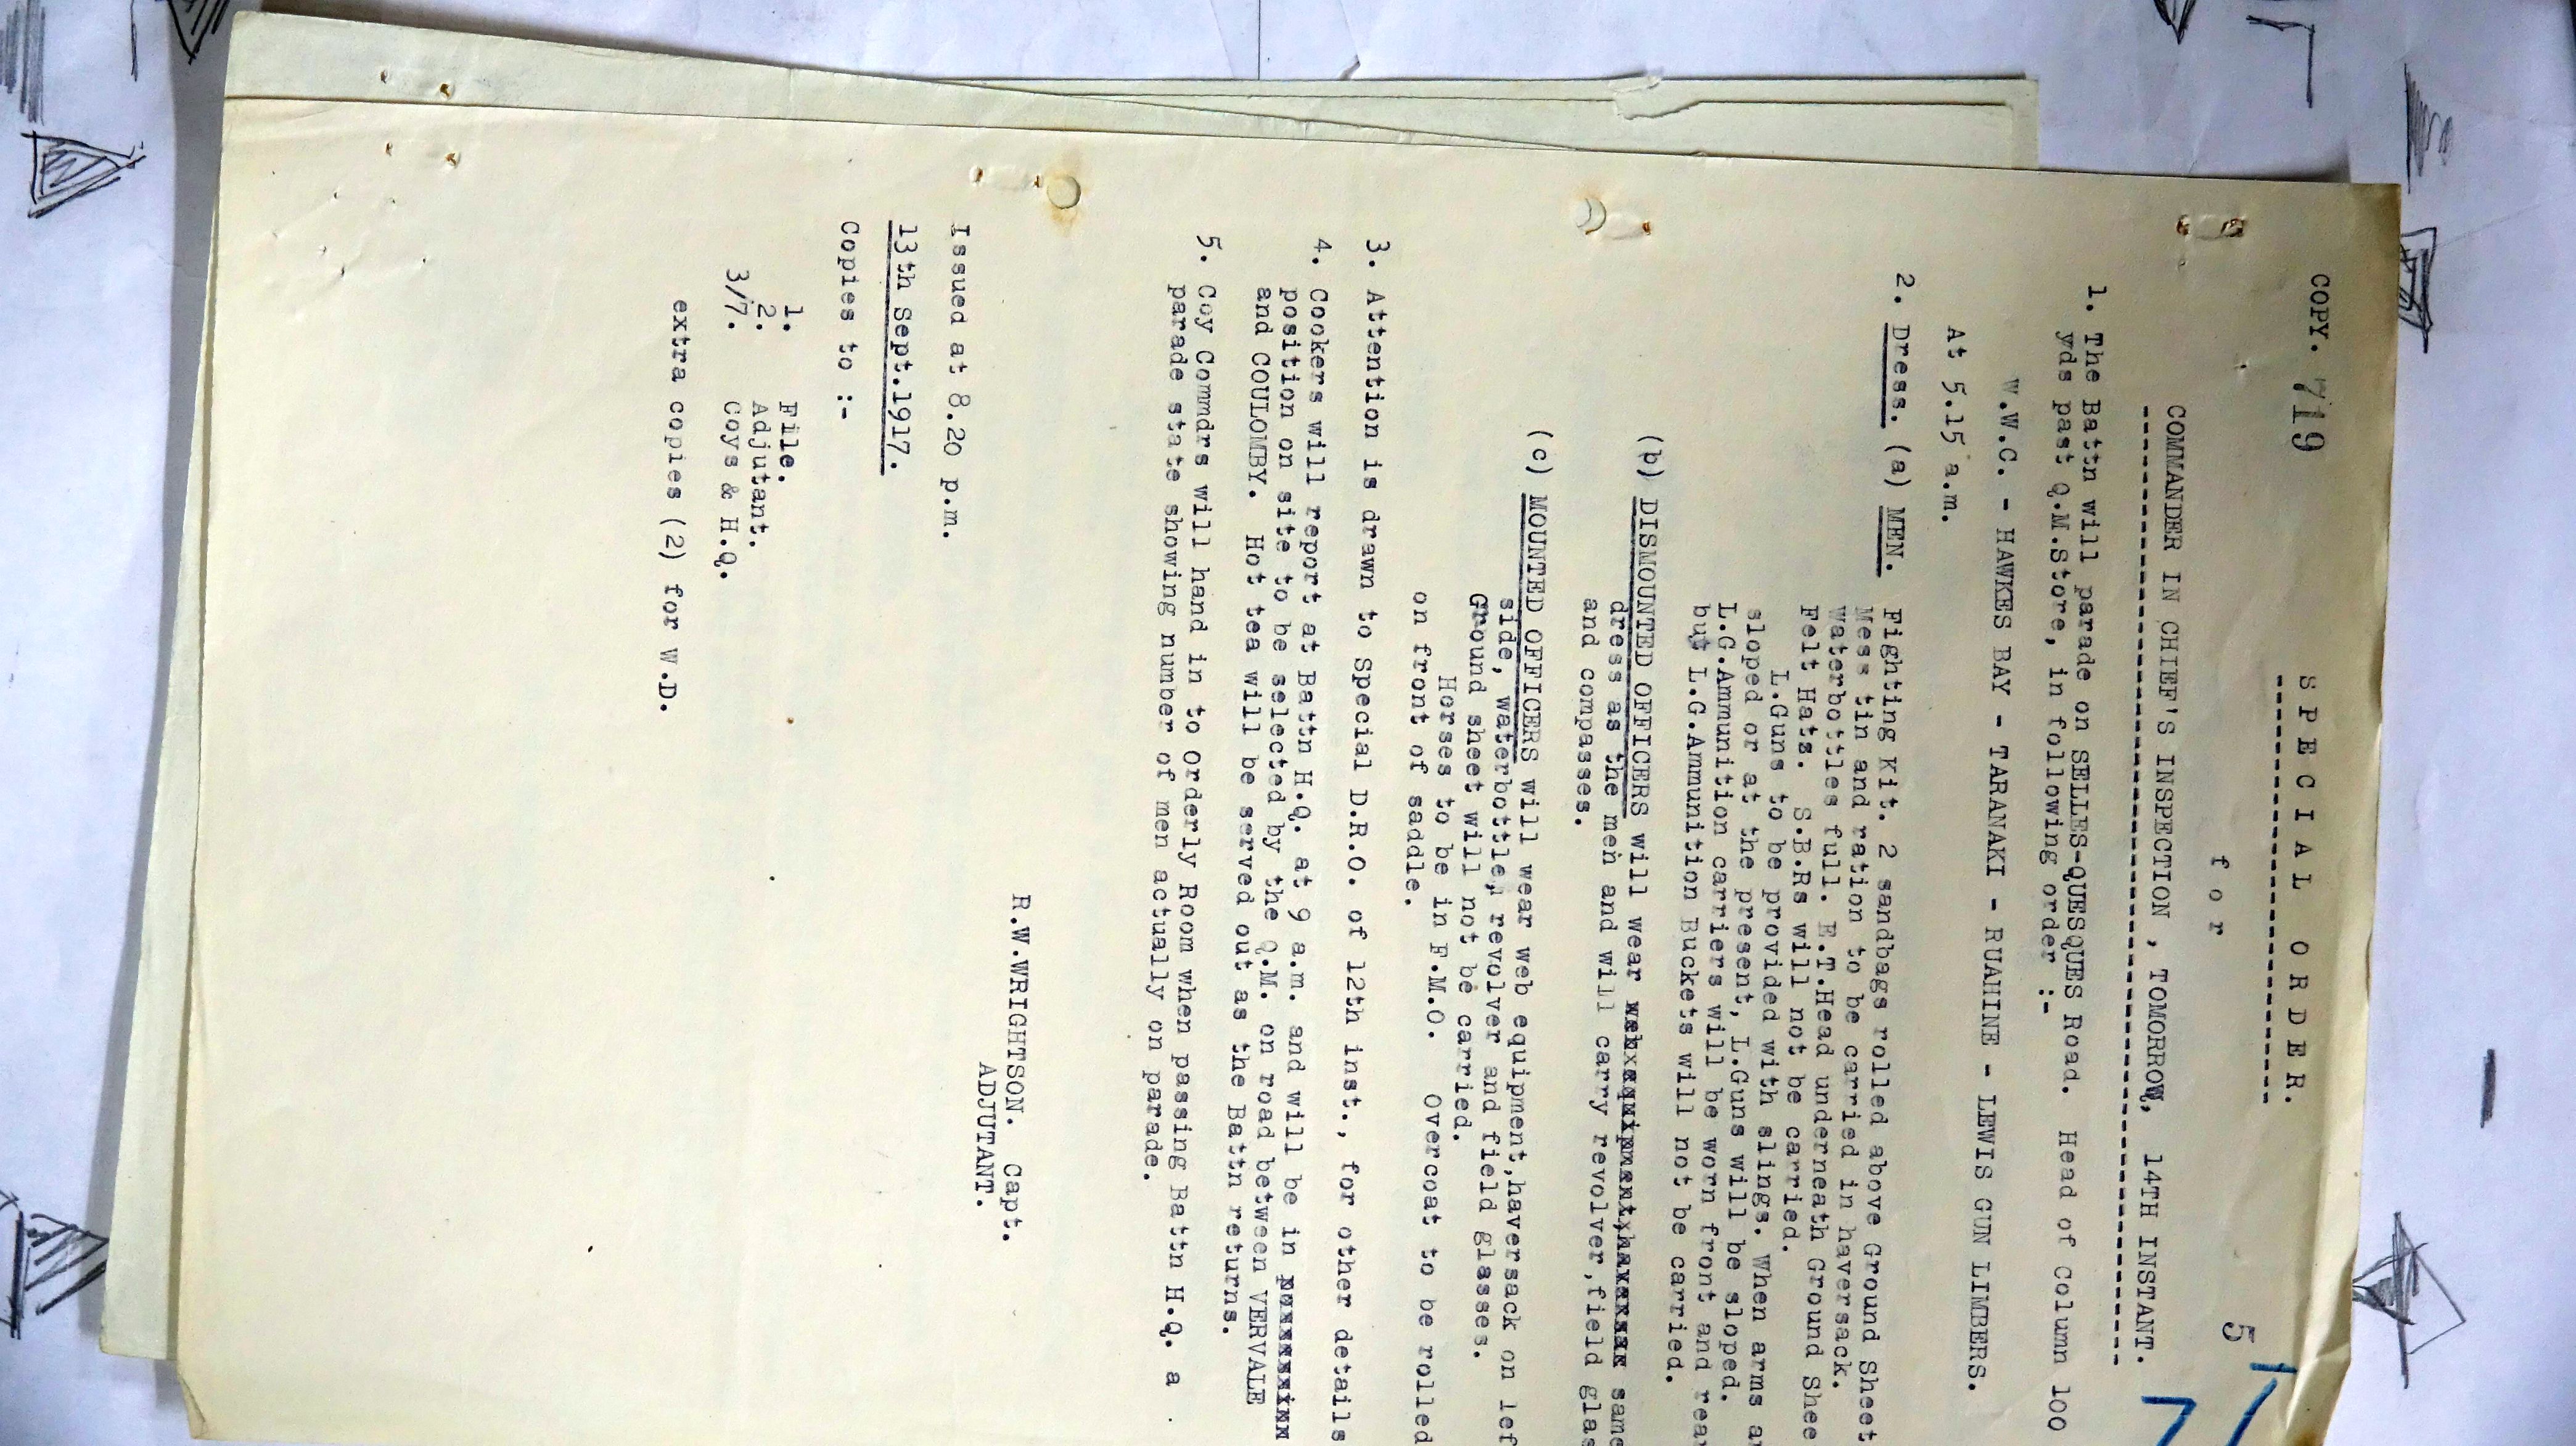 COPY. 719
S P E C I A L   O R D E R.
f o r
5
COMMANDER IN CHIEF'S INSPECTION , TOMORROW, 14TH INSTANT.
1. The Battn will parade on SELLES-QUESQUES Road. Head of Column 100
yds past Q.M.Store, in following order :-
W.W.C. - HAWKES BAY - TARANAKI - RUAHINE - LEWIS GUN LIMBERS.
At 5.15 a.m.
2. Dress. (a) MEN. Fighting Kit. 2 sandbags rolled above Ground Sheet
Mess tin and ration to be carried in haversack.
Waterbottles full. E.T.Head underneath Ground Shee
Felt Hats. S.B.Rs will not be carried.
L.Guns to be provided with slings. When arms ar
sloped or at the present, L.Guns will be sloped.
L.G.Ammunition carriers will be worn front and rear
but L.G.Ammunition Buckets will not be carried.
(b) DISMOUNTED OFFICERS will wear same
dress as the men and will carry revolver,field glas
and compasses.
(c) MOUNTED OFFICERS will wear web equipment,haversack on lef
side, waterbottle, revolver and field glasses.
Ground sheet will not be carried.
Horses to be in F.M.O. Overcoat to be rolled
on front of saddle.
3. Attention is drawn to Special D.R.O. of 12th inst., for other details
4. Cookers will report at Battn H.Q. at 9 a.m. and will be in
position on site to be selected by the Q.M. on road between VERVALE
and COULOMBY. Hot tea will be served out as the Battn returns.
5. Coy Commdrs will hand in to Orderly Room when passing Battn H.Q. a
parade state showing number of men actually on parade.
R.W.WRIGHTSON. Capt.
ADJUTANT.
Issued at 8.20 p.m.
13th Sept.1917.
Copies to :-
1. File.
2. Adjutant.
3/7. Coys & H.Q.
extra copies (2) for W.D.